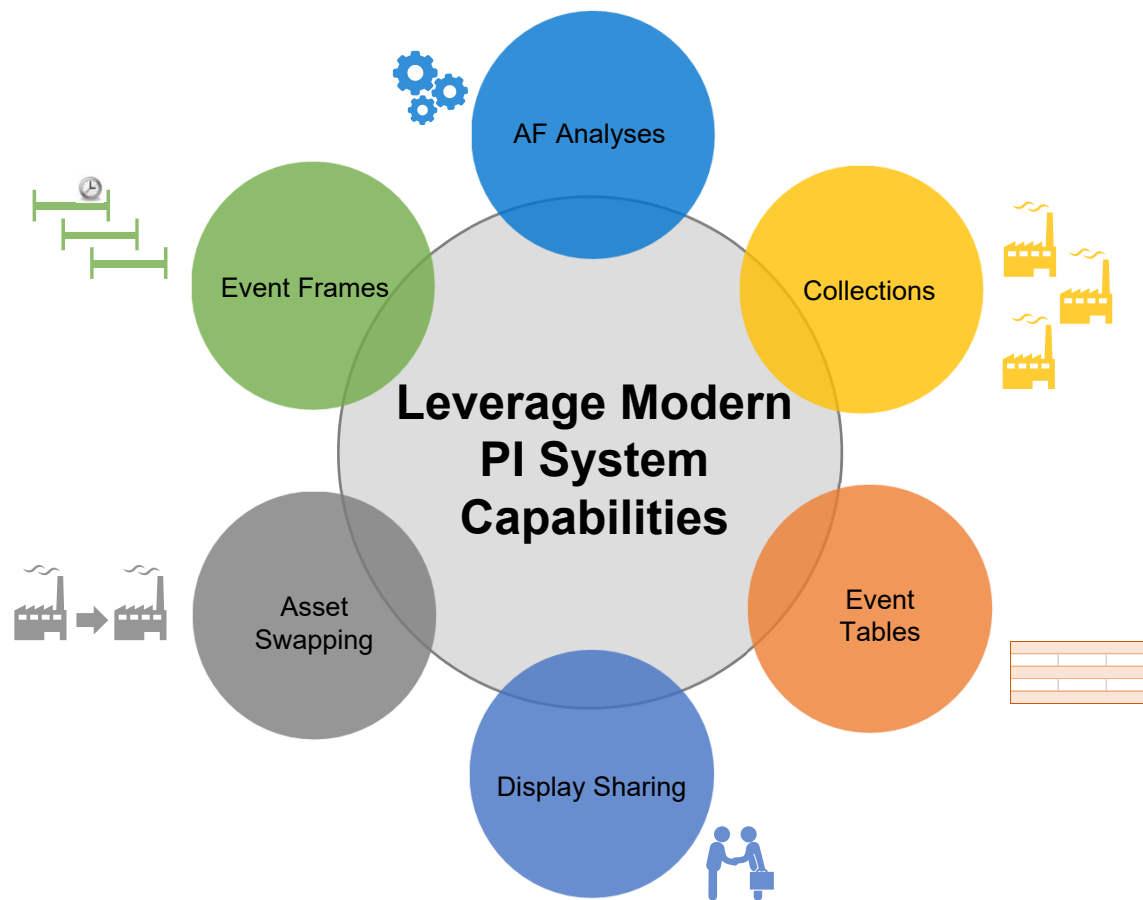 AF Analyses
Event Frames
Collections
Leverage Modern
PI System
Capabilities
Asset
Swapping
Event
Tables
Display Sharing